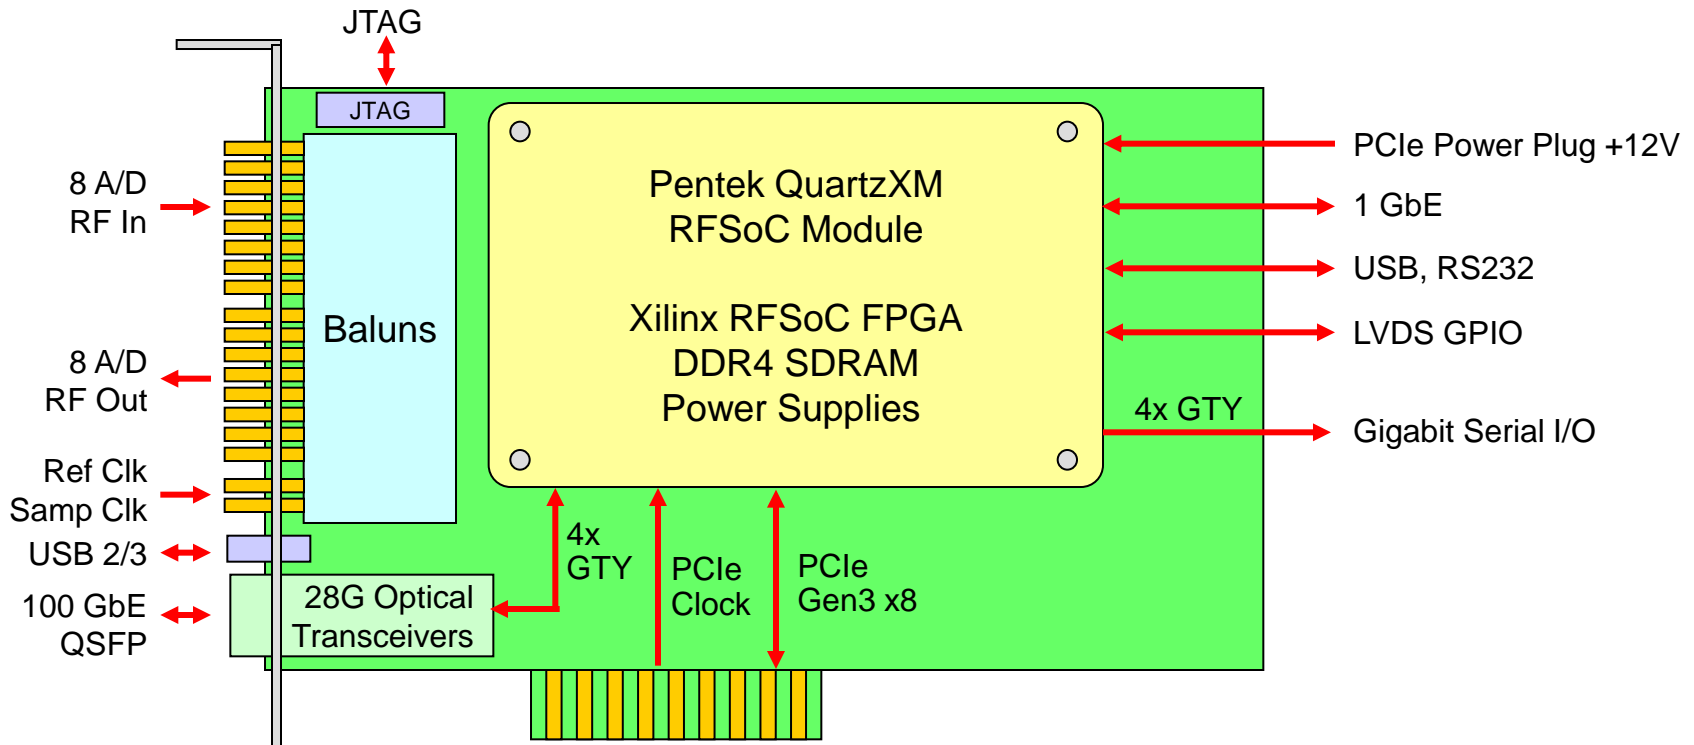 JTAG
JTAG
8 A/D
RF In
8 A/D
RF Out
Ref Clk
Samp Clk
USB 2/3
100 GbE
QSFP
Baluns
28G Optical
Transceivers
Pentek QuartzXM
RFSoC Module
Xilinx RFSoC FPGA
DDR4 SDRAM
Power Supplies
4x
GTY
PCIe
Clock
PCIe
Gen3 x8
4x GTY
PCIe Power Plug +12V
1 GbE
USB, RS232
LVDS GPIO
Gigabit Serial I/O